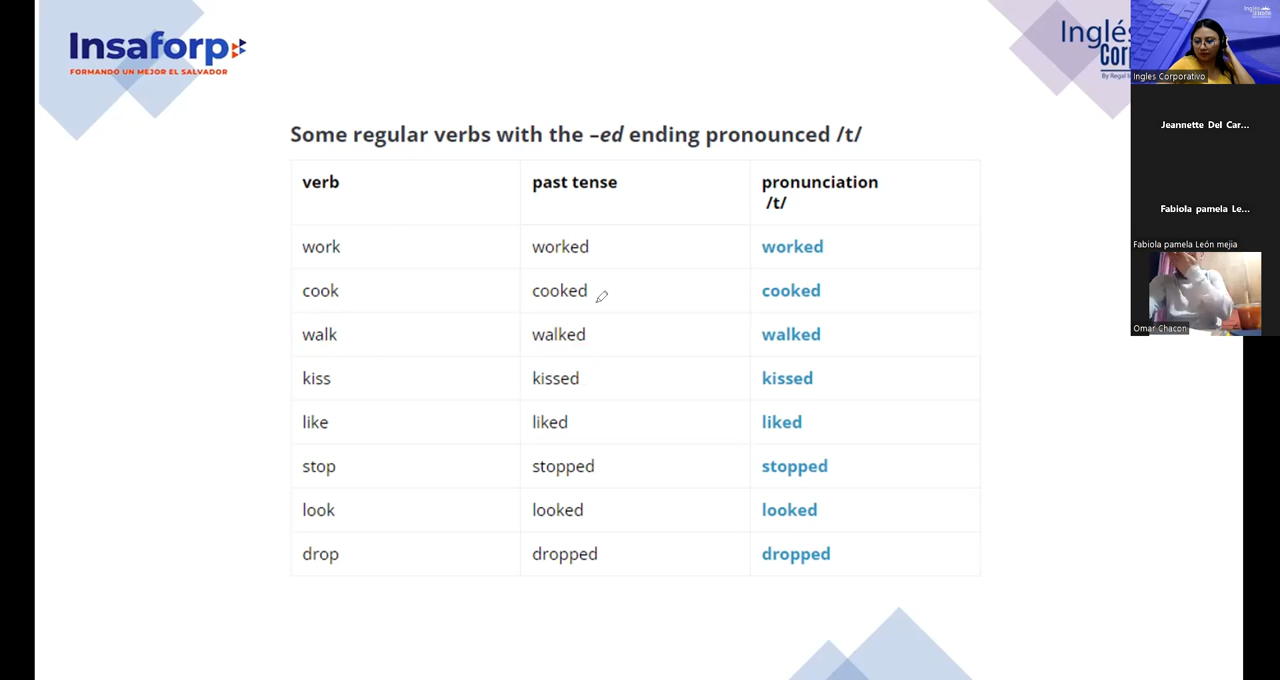 Insaforp
FORMANDO UN MEJOR EL SALVADOR
Inglés
Ingles Corporativo
Jeannette Del Car...
Fabiola pamela Le...
Fabiola pamela León mejia
Omar Chacon
Some regular verbs with the –ed ending pronounced /t/
verb past tense pronunciation
/t/
work worked worked
cook cooked cooked
walk walked walked
kiss kissed kissed
like liked liked
stop stopped stopped
look looked looked
drop dropped dropped